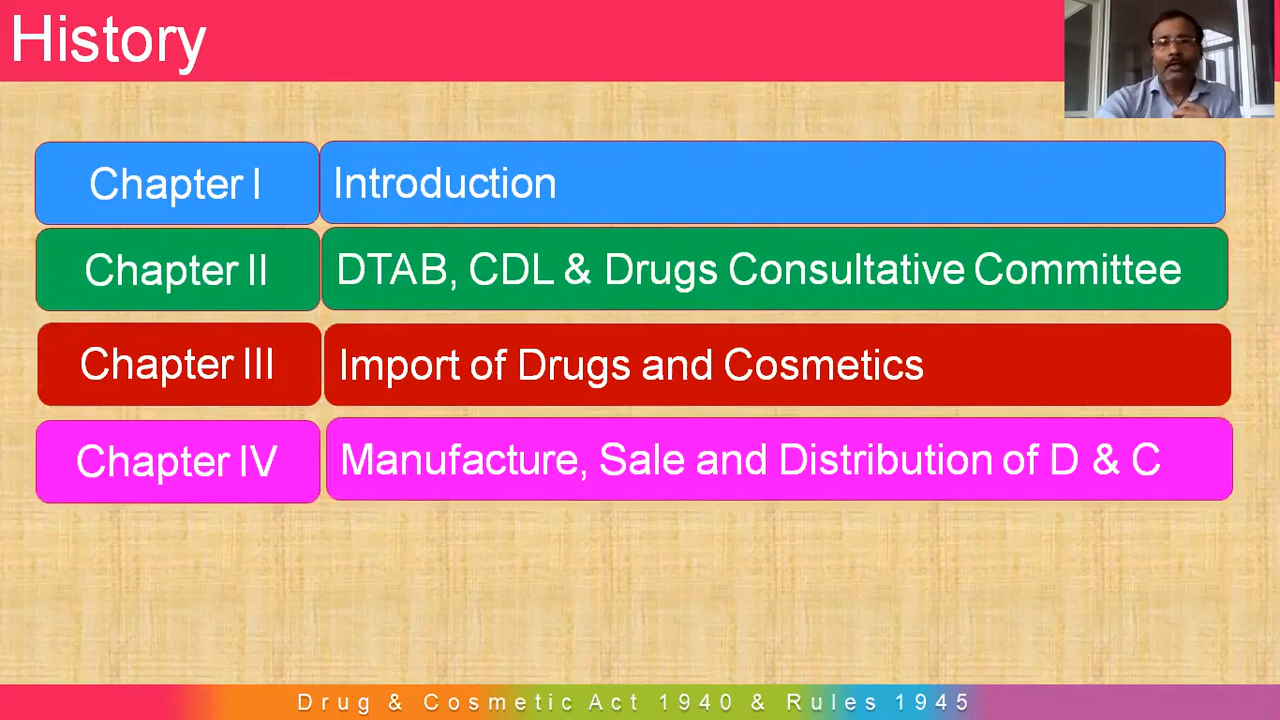 History
Chapter I
Introduction
Chapter II
DTAB, CDL & Drugs Consultative Committee
Chapter III
Import of Drugs and Cosmetics
Chapter IV
Manufacture, Sale and Distribution of D & C
Drug & Cosmetic Act 1940 & Rules 1945